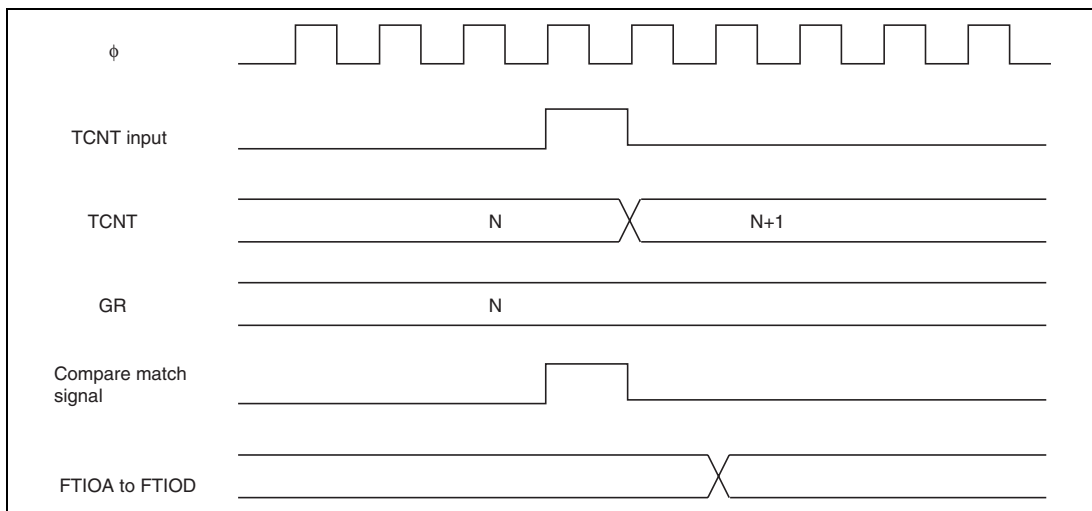 ϕ
TCNT input
TCNT
N
N+1
GR
N
Compare match
signal
FTIOA to FTIOD